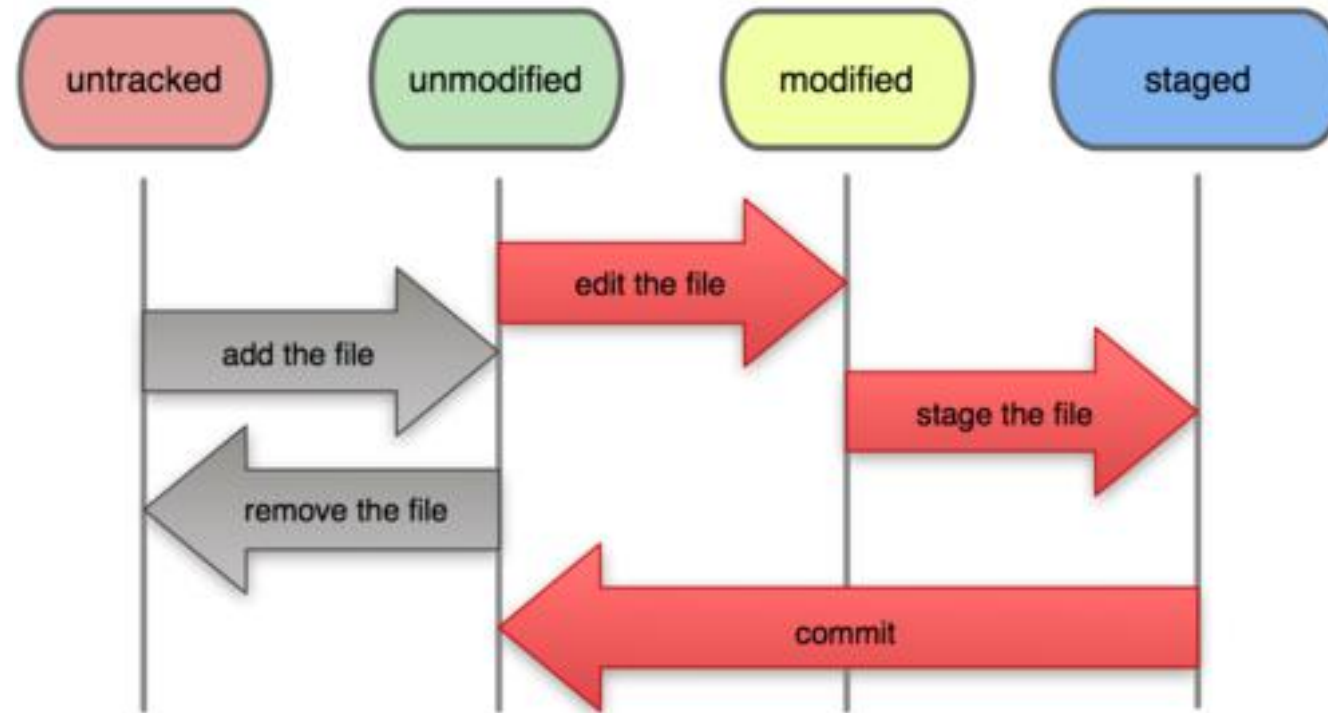 untracked
unmodified
modified
staged
edit the file
add the file
stage the file
remove the file
commit